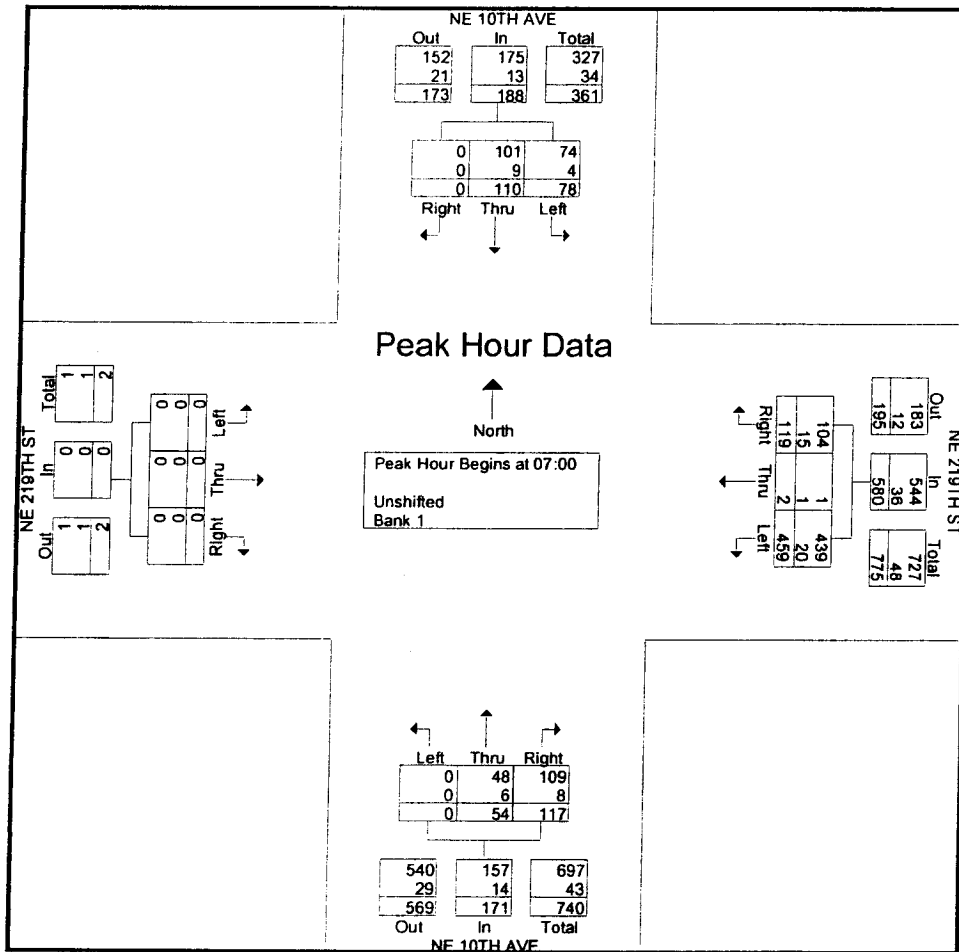 NE 10TH AVE
Out In Total
152 175 327
21 13 34
173 188 361
0 101 74
0 9 4
0 110 78
Right Thru Left
Peak Hour Data
North
Peak Hour Begins at 07:00
Unshifted
Bank 1
NE 219TH ST
Total In Out
1 0 1
1 0 1
2 0 2
0 0 0
0 0 0
0 0 0
Left Thru Right
Right Thru Left
104 1 439
15 1 20
119 2 459
NE 219TH ST
Out In Total
183 544 727
12 36 48
195 580 775
Left Thru Right
0 48 109
0 6 8
0 54 117
540 157 697
29 14 43
569 171 740
Out In Total
NE 10TH AVE